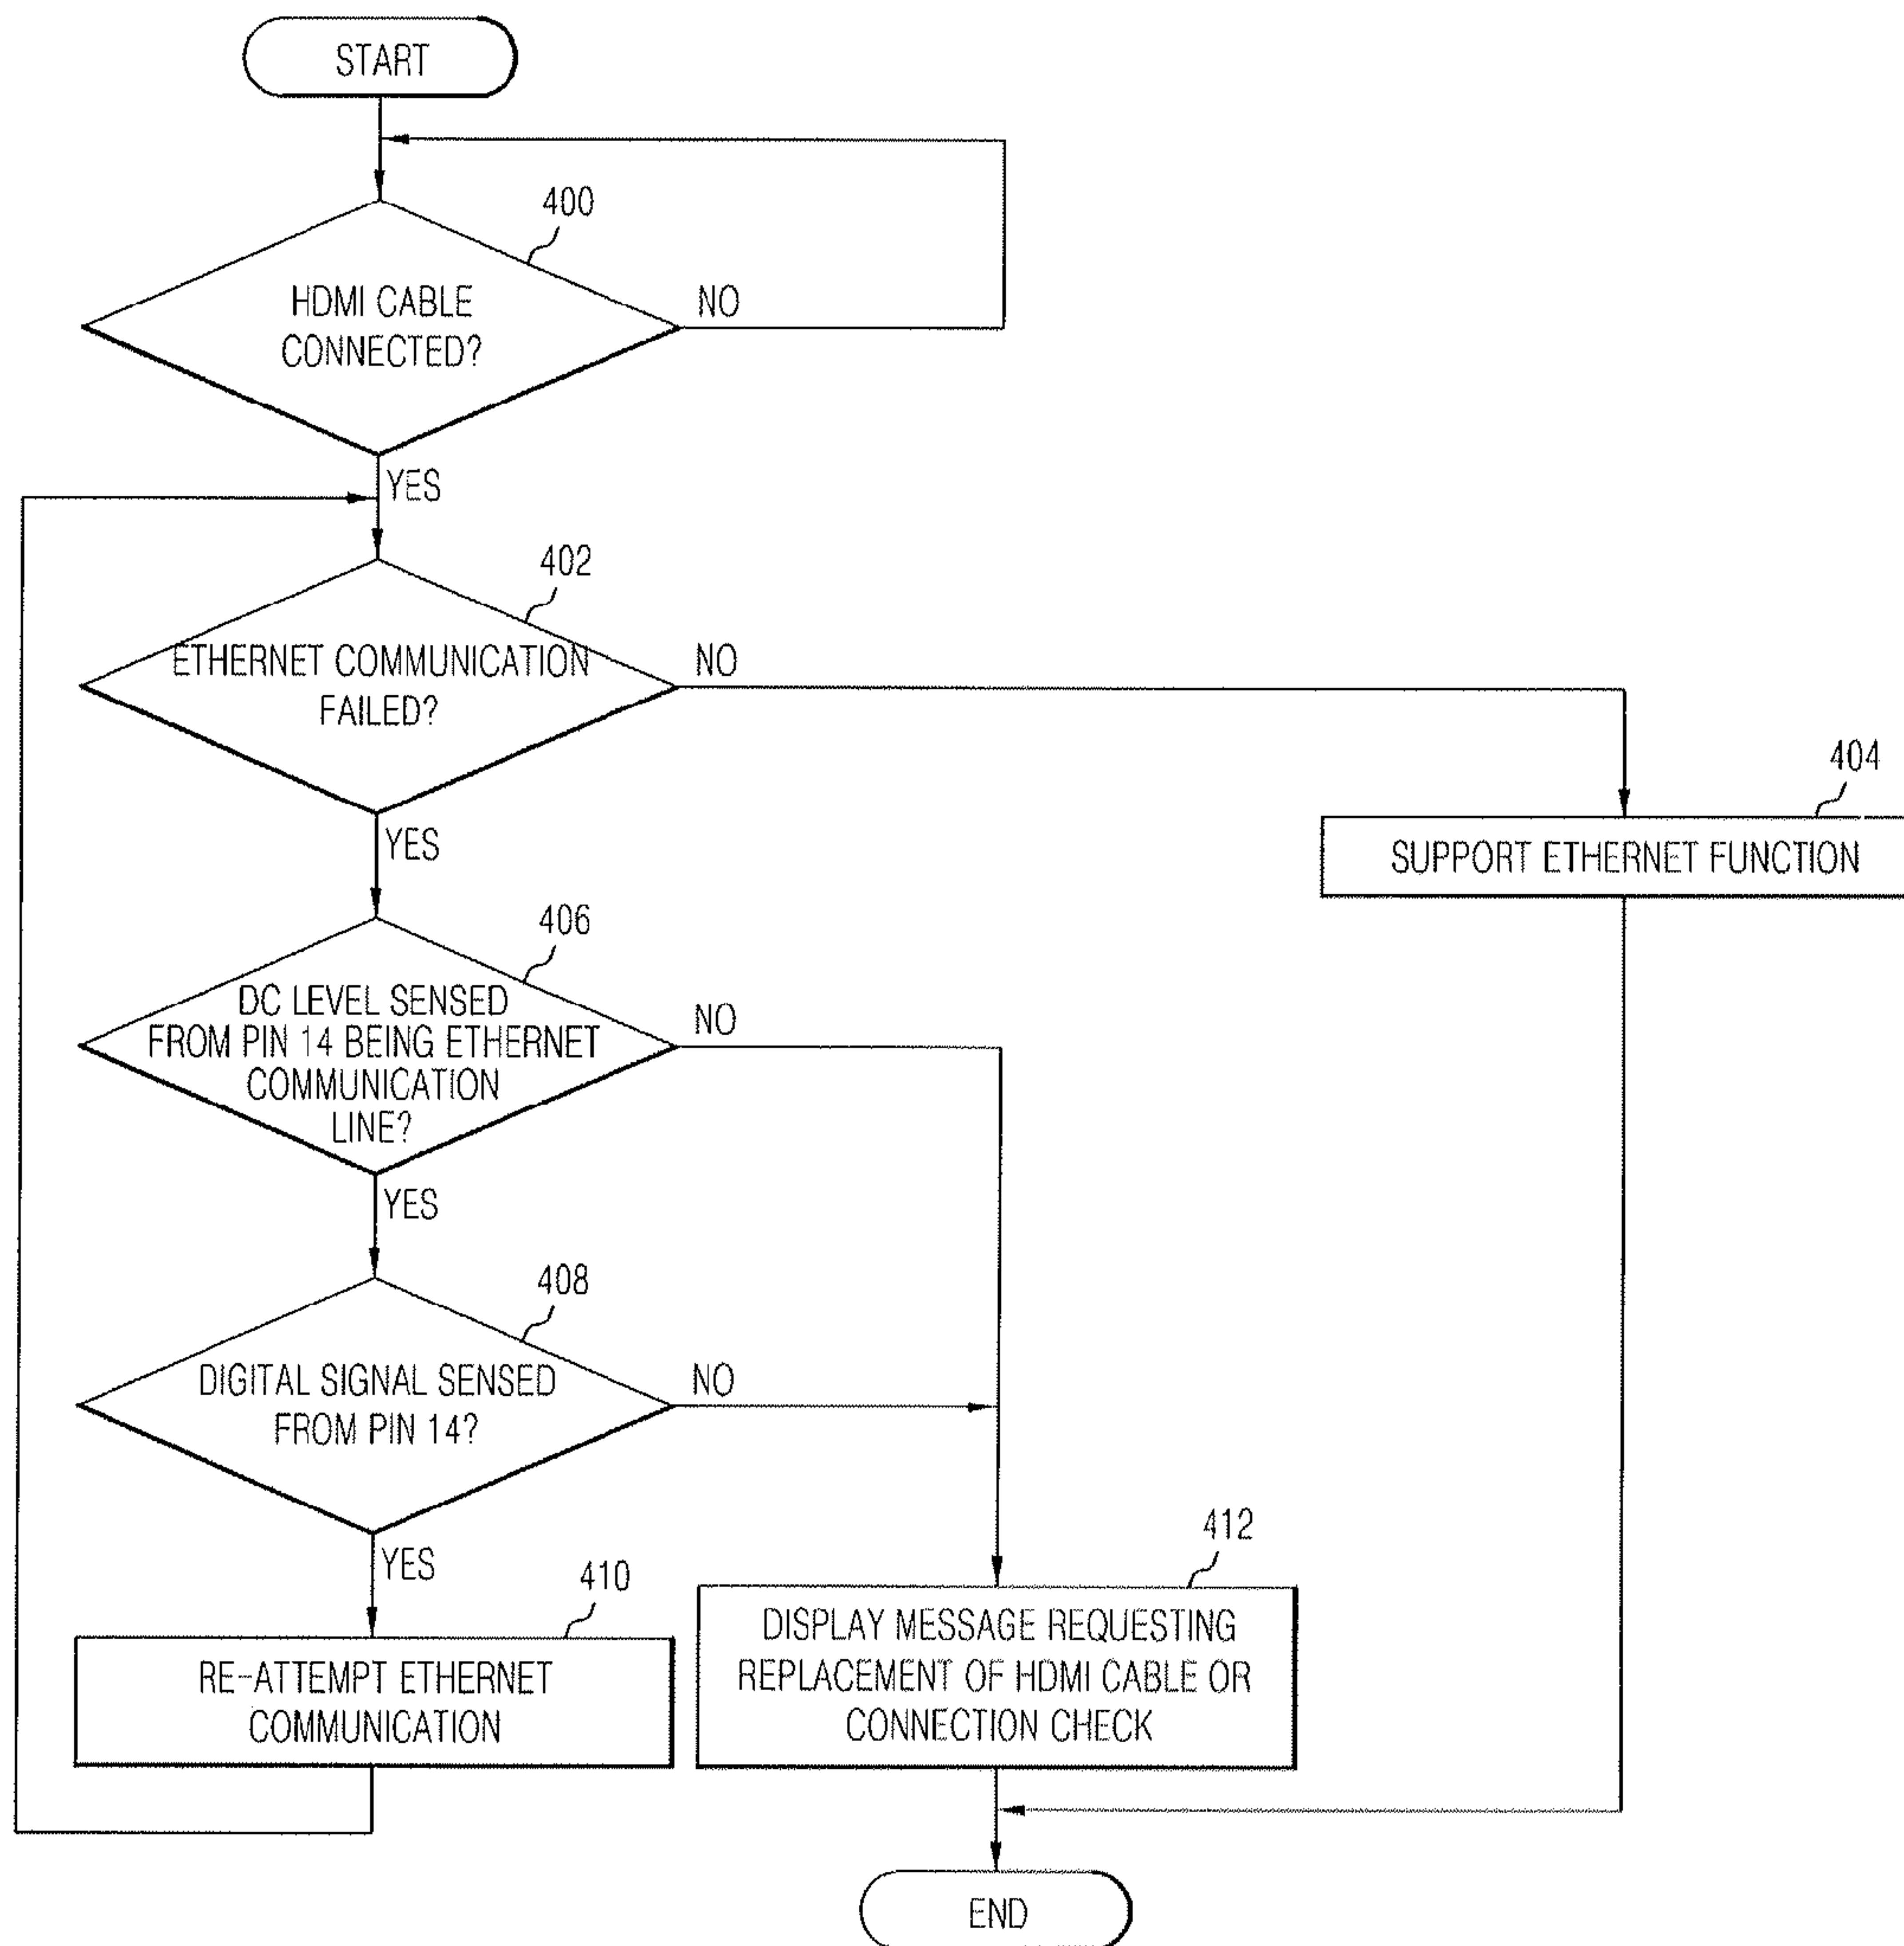 START
400
HDMI CABLE
CONNECTED?
NO
YES
402
ETHERNET COMMUNICATION
FAILED?
NO
404
SUPPORT ETHERNET FUNCTION
YES
406
DC LEVEL SENSED
FROM PIN 14 BEING ETHERNET
COMMUNICATION
LINE?
NO
YES
408
DIGITAL SIGNAL SENSED
FROM PIN 14?
NO
YES
410
RE-ATTEMPT ETHERNET
COMMUNICATION
412
DISPLAY MESSAGE REQUESTING
REPLACEMENT OF HDMI CABLE OR
CONNECTION CHECK
END